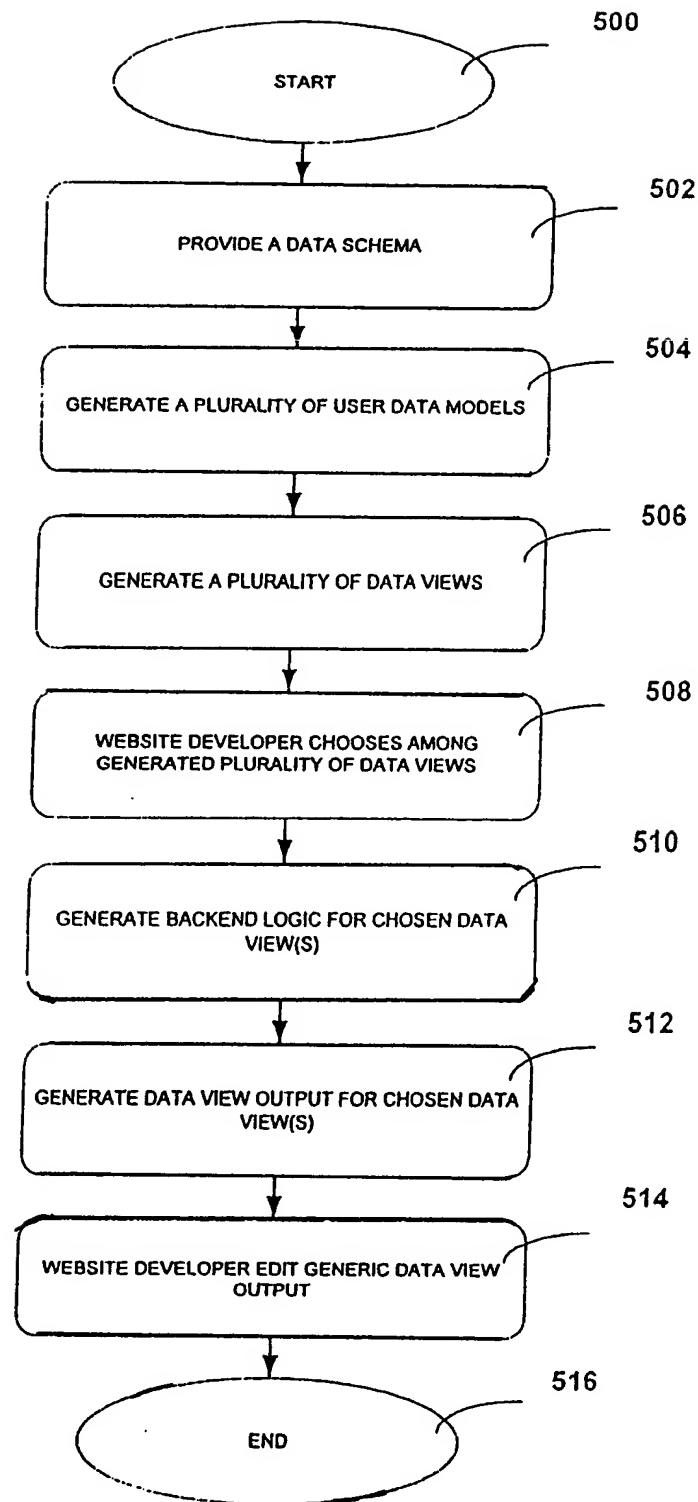 500
START
502
PROVIDE A DATA SCHEMA
504
GENERATE A PLURALITY OF USER DATA MODELS
506
GENERATE A PLURALITY OF DATA VIEWS
508
WEBSITE DEVELOPER CHOOSES AMONG
GENERATED PLURALITY OF DATA VIEWS
510
GENERATE BACKEND LOGIC FOR CHOSEN DATA
VIEW(S)
512
GENERATE DATA VIEW OUTPUT FOR CHOSEN DATA
VIEW(S)
514
WEBSITE DEVELOPER EDIT GENERIC DATA VIEW
OUTPUT
516
END